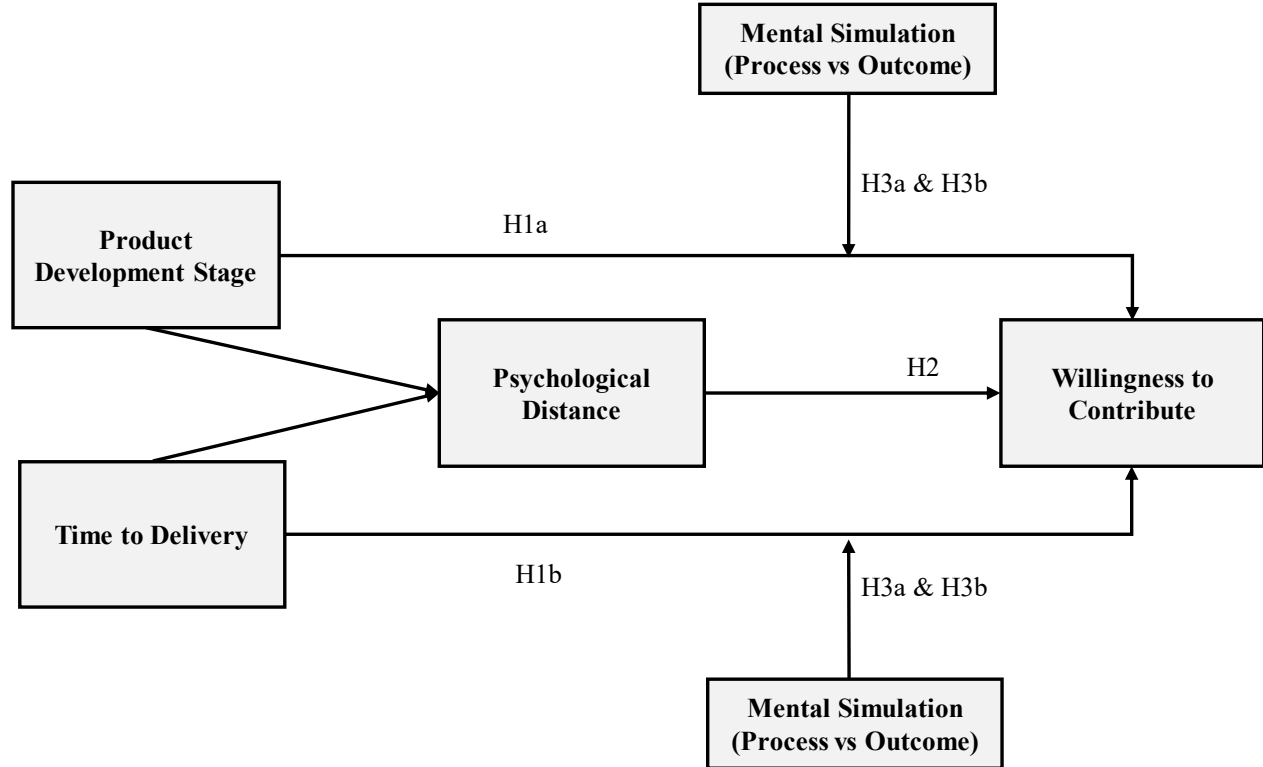 Mental Simulation
(Process vs Outcome)
H3a & H3b
H1a
Product
Development Stage
Psychological
Distance
H2
Willingness to
Contribute
Time to Delivery
H1b
H3a & H3b
Mental Simulation
(Process vs Outcome)